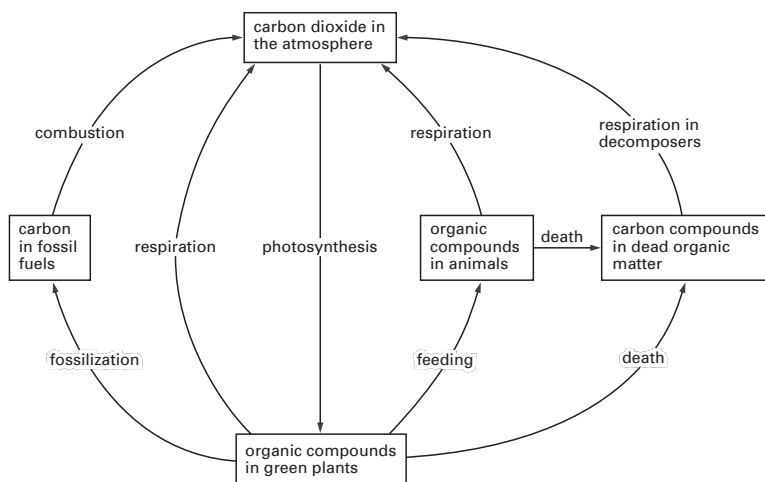 carbon dioxide in
the atmosphere
combustion
respiration
respiration in
decomposers
carbon
in fossil
fuels
respiration
photosynthesis
organic
compounds
in animals
death
carbon compounds
in dead organic
matter
fossilization
feeding
death
organic compounds
in green plants